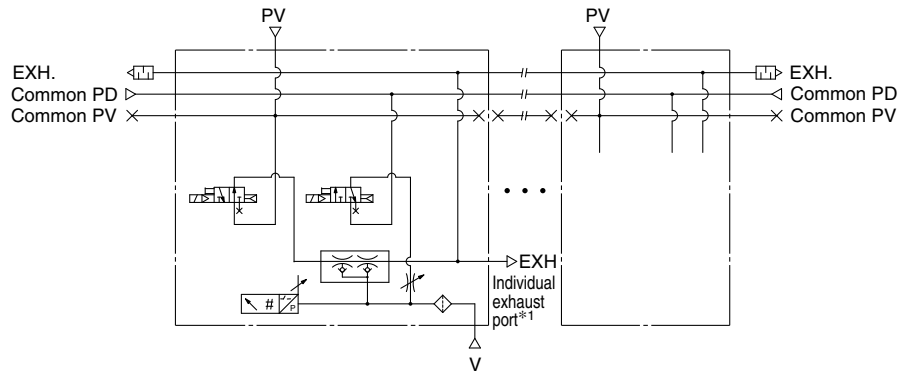 PV
PV
EXH.
EXH.
Common PD
Common PD
Common PV
Common PV
• • •
EXH
Individual
exhaust
port*1
#
P
V